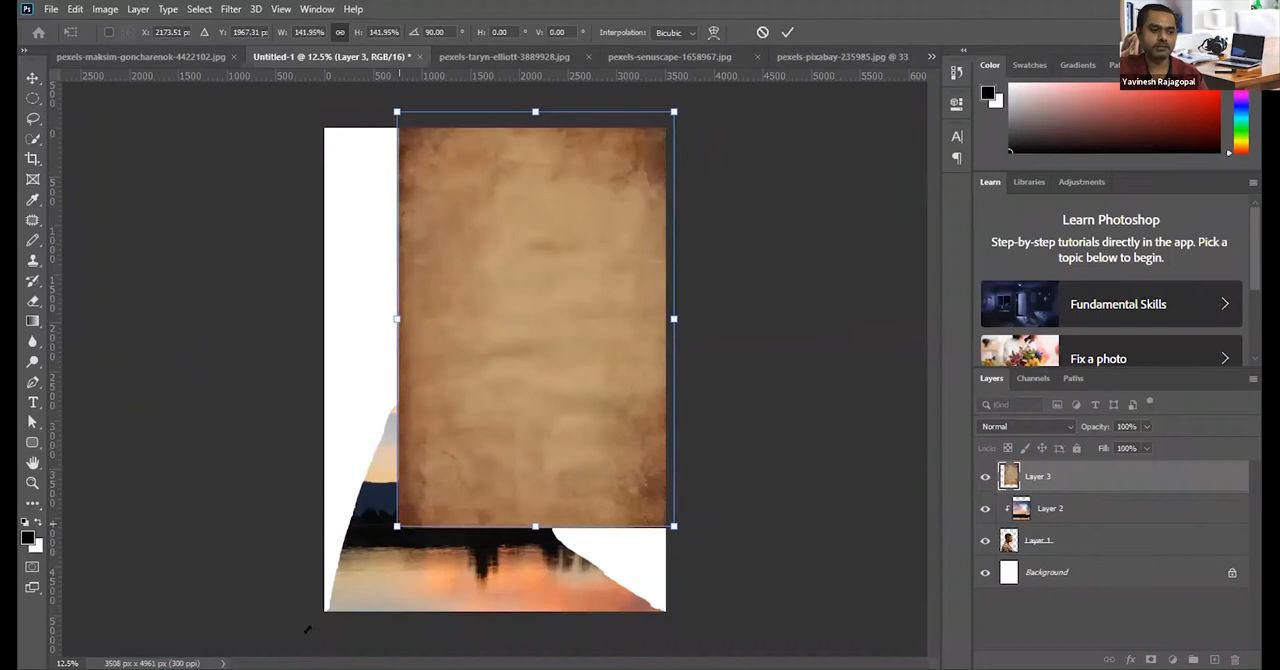 Ps File Edit Image Layer Type Select Filter 3D View Window Help
X: 2173.51 px Y: 1967.31 px W: 141.95% H: 141.95% 90.00 ° H: 0.00 ° V: 0.00 ° Interpolation: Bicubic
pexels-maksim-goncharenok-4422102.jpg × Untitled-1 @ 12.5% (Layer 3, RGB/16) * × pexels-taryn-elliott-3889928.jpg × pexels-senuscape-1658967.jpg × pexels-pixabay-235985.jpg @ 33
2500 2000 1500 1000 500 0 500 1000 1500 2000 2500 3000 3500 4000 4500 5000 5500 600
Yavinesh Rajagopal
Color Swatches Gradients
Learn Libraries Adjustments
Learn Photoshop
Step-by-step tutorials directly in the app. Pick a
topic below to begin.
Fundamental Skills
Fix a photo
Layers Channels Paths
Kind
Normal Opacity: 100%
Lock: Fill: 100%
Layer 3
Layer 2
Layer 1
Background
12.5% 3508 px x 4961 px (300 ppi)